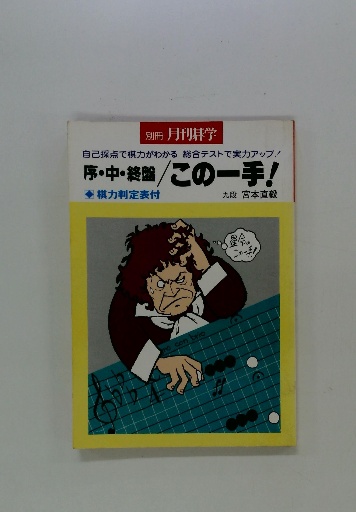 別冊 月刊碁学
自己採点で棋力がわかる 総合テストで実力アップ!
序・中・終盤/この一手!
◆棋力判定表付
九段 宮本直毅